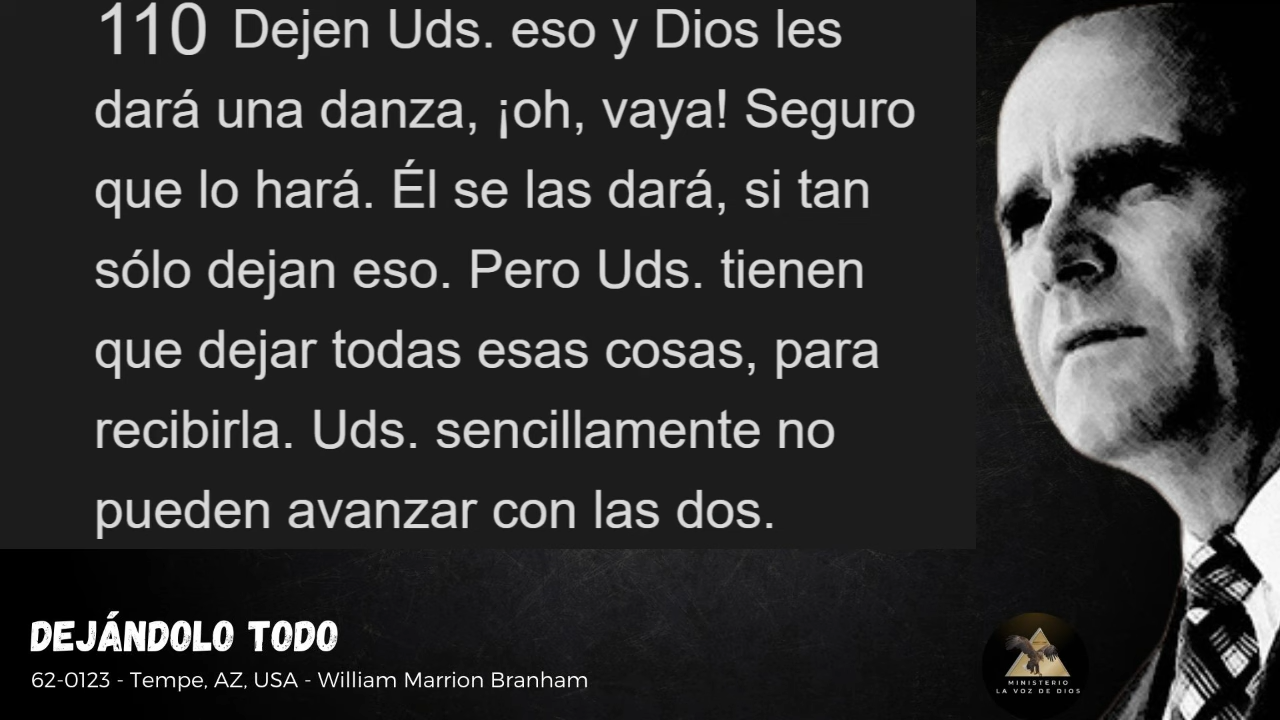 110 Dejen Uds. eso y Dios les
dará una danza, ¡oh, vaya! Seguro
que lo hará. Él se las dará, si tan
sólo dejan eso. Pero Uds. tienen
que dejar todas esas cosas, para
recibirla. Uds. sencillamente no
pueden avanzar con las dos.
DEJÁNDOLO TODO
62-0123 - Tempe, AZ, USA - William Marrion Branham
MINISTERIO
LA VOZ DE DIOS